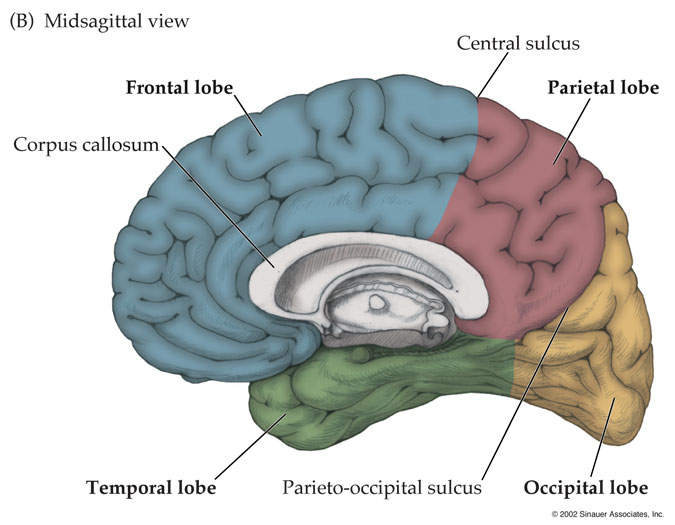 (B) Midsagittal view
Central sulcus
Frontal lobe
Parietal lobe
Corpus callosum
Temporal lobe
Parieto-occipital sulcus
Occipital lobe
© 2002 Sinauer Associates, Inc.